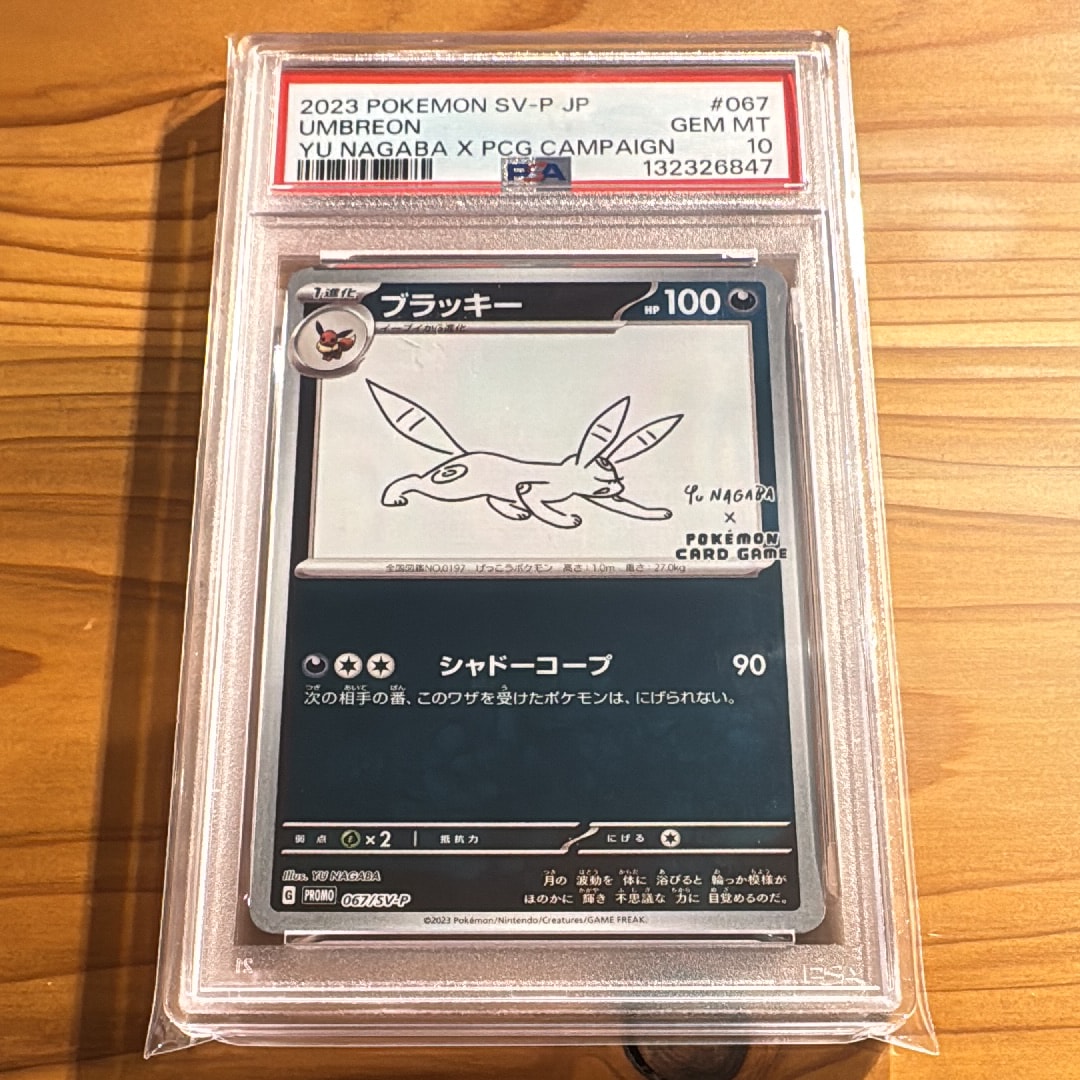 2023 POKEMON SV-P JP #067
UMBREON GEM MT
YU NAGABA X PCG CAMPAIGN 10
PSA 132326847
1進化 ブラッキー HP 100
イーブイから進化
Yu NAGABA
×
POKÉMON
CARD GAME
全国図鑑NO.0197 げっこうポケモン 高さ:1.0m 重さ:27.0kg
シャドーコープ 90
次の相手の番、このワザを受けたポケモンは、にげられない。
弱点 ×2 抵抗力 にげる
Illus. YU NAGABA
月の波動を体に浴びると輪っか模様が
G PROMO 067/SV-P
ほのかに輝き不思議な力に目覚めるのだ。
©2023 Pokémon/Nintendo/Creatures/GAME FREAK.